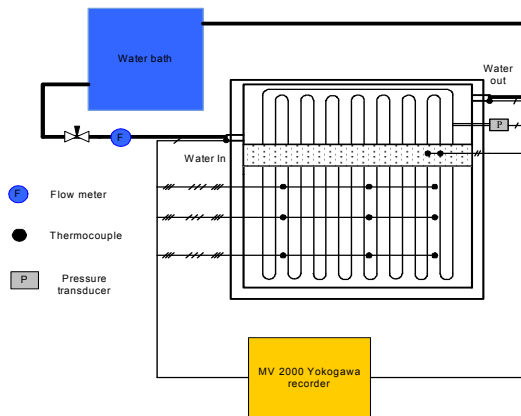 Water bath
Water
out
F
P
Water In
F
Flow meter
Thermocouple
P
Pressure
transducer
MV 2000 Yokogawa
recorder